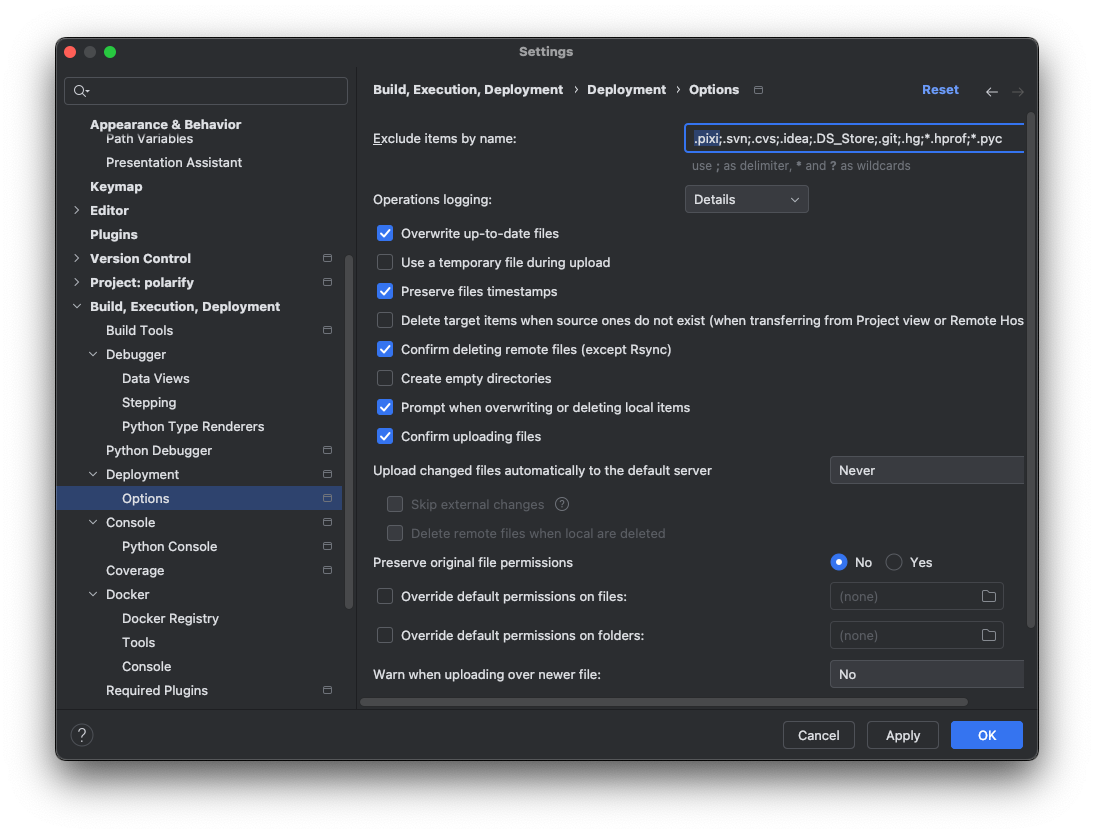 Settings
Appearance & Behavior
Path Variables
Presentation Assistant
Keymap
Editor
Plugins
Version Control
Project: polarify
Build, Execution, Deployment
Build Tools
Debugger
Data Views
Stepping
Python Type Renderers
Python Debugger
Deployment
Options
Console
Python Console
Coverage
Docker
Docker Registry
Tools
Console
Required Plugins
?
Build, Execution, Deployment › Deployment › Options
Reset
Exclude items by name: .pixi;.svn;.cvs;.idea;.DS_Store;.git;.hg;*.hprof;*.pyc
use ; as delimiter, * and ? as wildcards
Operations logging: Details
Overwrite up-to-date files
Use a temporary file during upload
Preserve files timestamps
Delete target items when source ones do not exist (when transferring from Project view or Remote Hos
Confirm deleting remote files (except Rsync)
Create empty directories
Prompt when overwriting or deleting local items
Confirm uploading files
Upload changed files automatically to the default server Never
Skip external changes ?
Delete remote files when local are deleted
Preserve original file permissions No Yes
Override default permissions on files: (none)
Override default permissions on folders: (none)
Warn when uploading over newer file: No
Cancel Apply OK